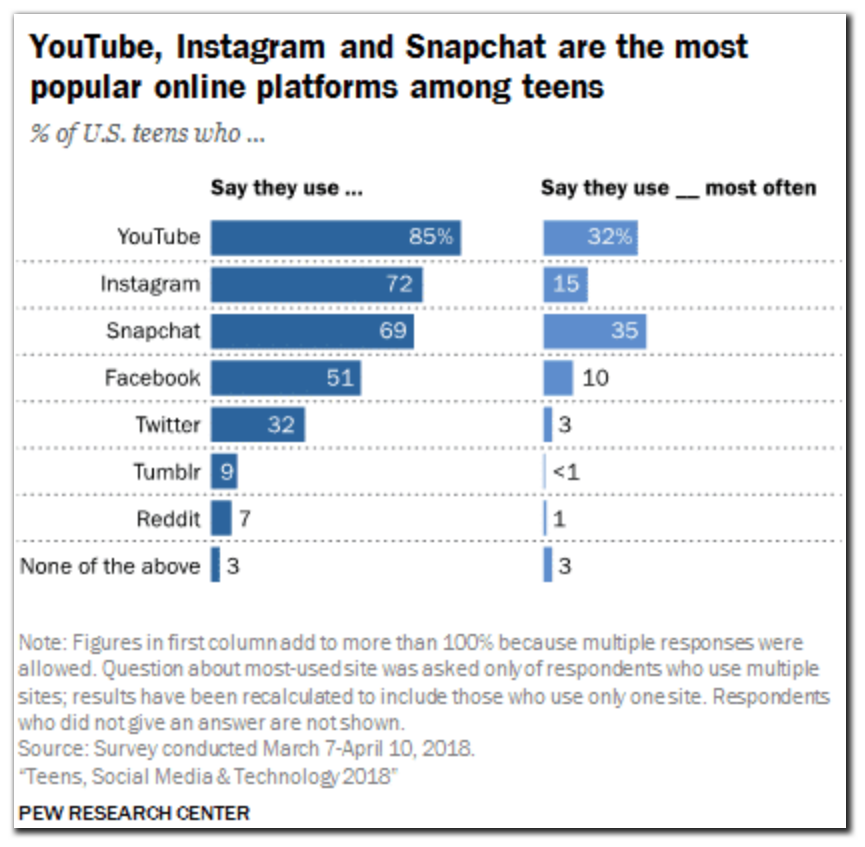 YouTube, Instagram and Snapchat are the most
popular online platforms among teens
% of U.S. teens who ...
Say they use ... Say they use __ most often
YouTube 85% 32%
Instagram 72 15
Snapchat 69 35
Facebook 51 10
Twitter 32 3
Tumblr 9 <1
Reddit 7 1
None of the above 3 3
Note: Figures in first column add to more than 100% because multiple responses were
allowed. Question about most-used site was asked only of respondents who use multiple
sites; results have been recalculated to include those who use only one site. Respondents
who did not give an answer are not shown.
Source: Survey conducted March 7-April 10, 2018.
“Teens, Social Media & Technology 2018”
PEW RESEARCH CENTER